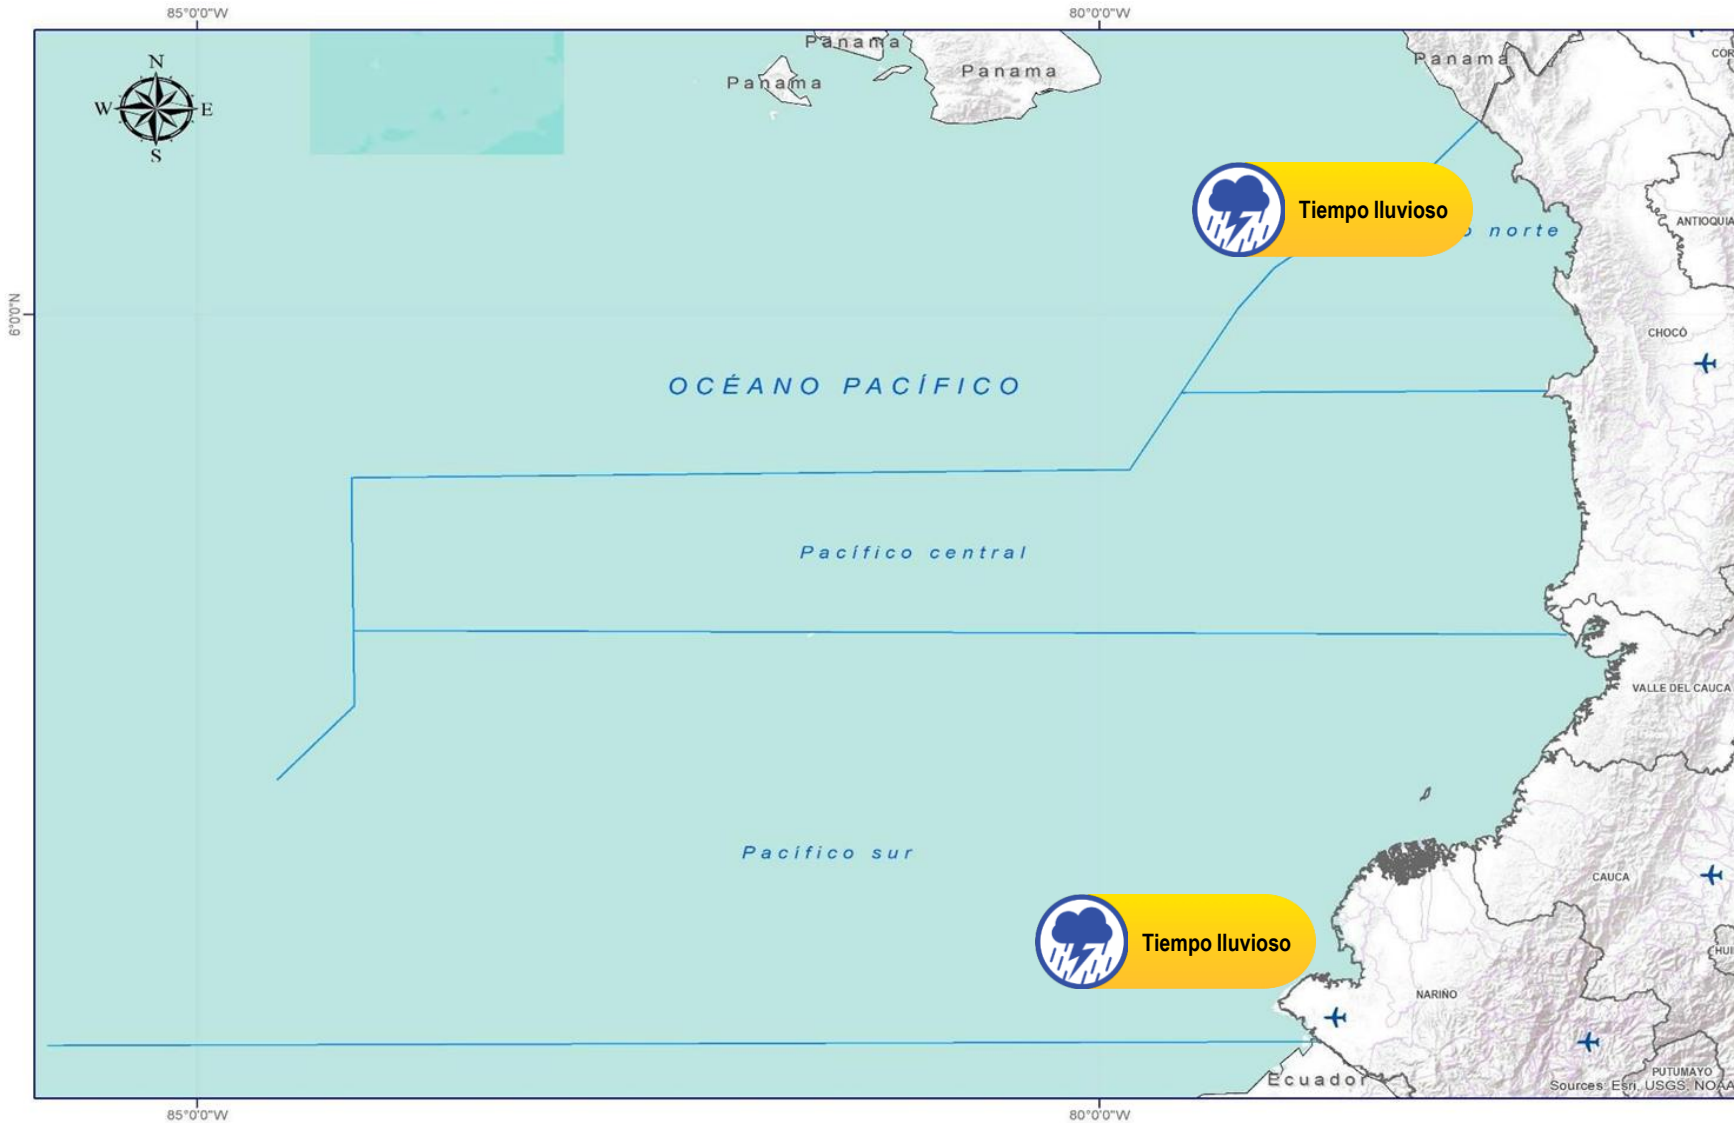 85°0'0"W 80°0'0"W
N
W E
S
Panama
Panama
Panama
Panama
CÓR
Tiempo lluvioso
o norte
ANTIOQUIA
6°0'0"N
CHOCÓ
OCÉANO PACÍFICO
Pacífico central
VALLE DEL CAUCA
Pacífico sur
CAUCA
Tiempo lluvioso
HUI
NARIÑO
PUTUMAYO
Ecuador
Sources: Esri, USGS, NOAA
85°0'0"W 80°0'0"W